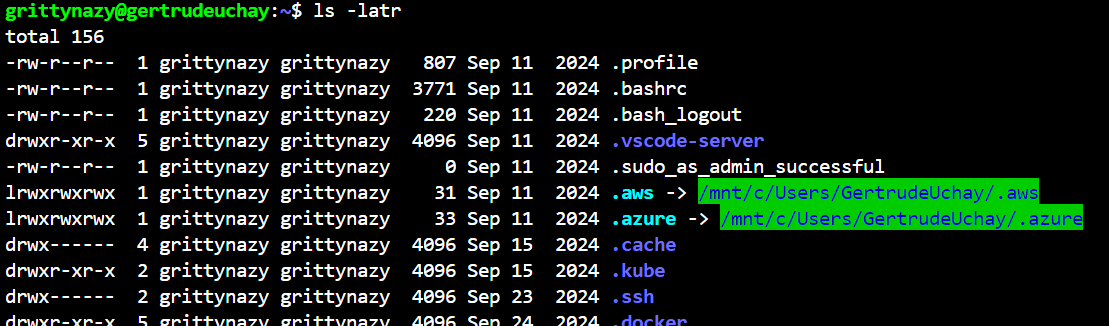 grittynazy@gertrudeuchay:~$ ls -latr
total 156
-rw-r--r--  1 grittynazy grittynazy   807 Sep 11  2024 .profile
-rw-r--r--  1 grittynazy grittynazy  3771 Sep 11  2024 .bashrc
-rw-r--r--  1 grittynazy grittynazy   220 Sep 11  2024 .bash_logout
drwxr-xr-x  5 grittynazy grittynazy  4096 Sep 11  2024 .vscode-server
-rw-r--r--  1 grittynazy grittynazy     0 Sep 11  2024 .sudo_as_admin_successful
lrwxrwxrwx  1 grittynazy grittynazy    31 Sep 11  2024 .aws -> /mnt/c/Users/GertrudeUchay/.aws
lrwxrwxrwx  1 grittynazy grittynazy    33 Sep 11  2024 .azure -> /mnt/c/Users/GertrudeUchay/.azure
drwx------  4 grittynazy grittynazy  4096 Sep 15  2024 .cache
drwxr-xr-x  2 grittynazy grittynazy  4096 Sep 15  2024 .kube
drwx------  2 grittynazy grittynazy  4096 Sep 23  2024 .ssh
drwxr-xr-x  5 grittynazy grittynazy  4096 Sep 24  2024 .docker